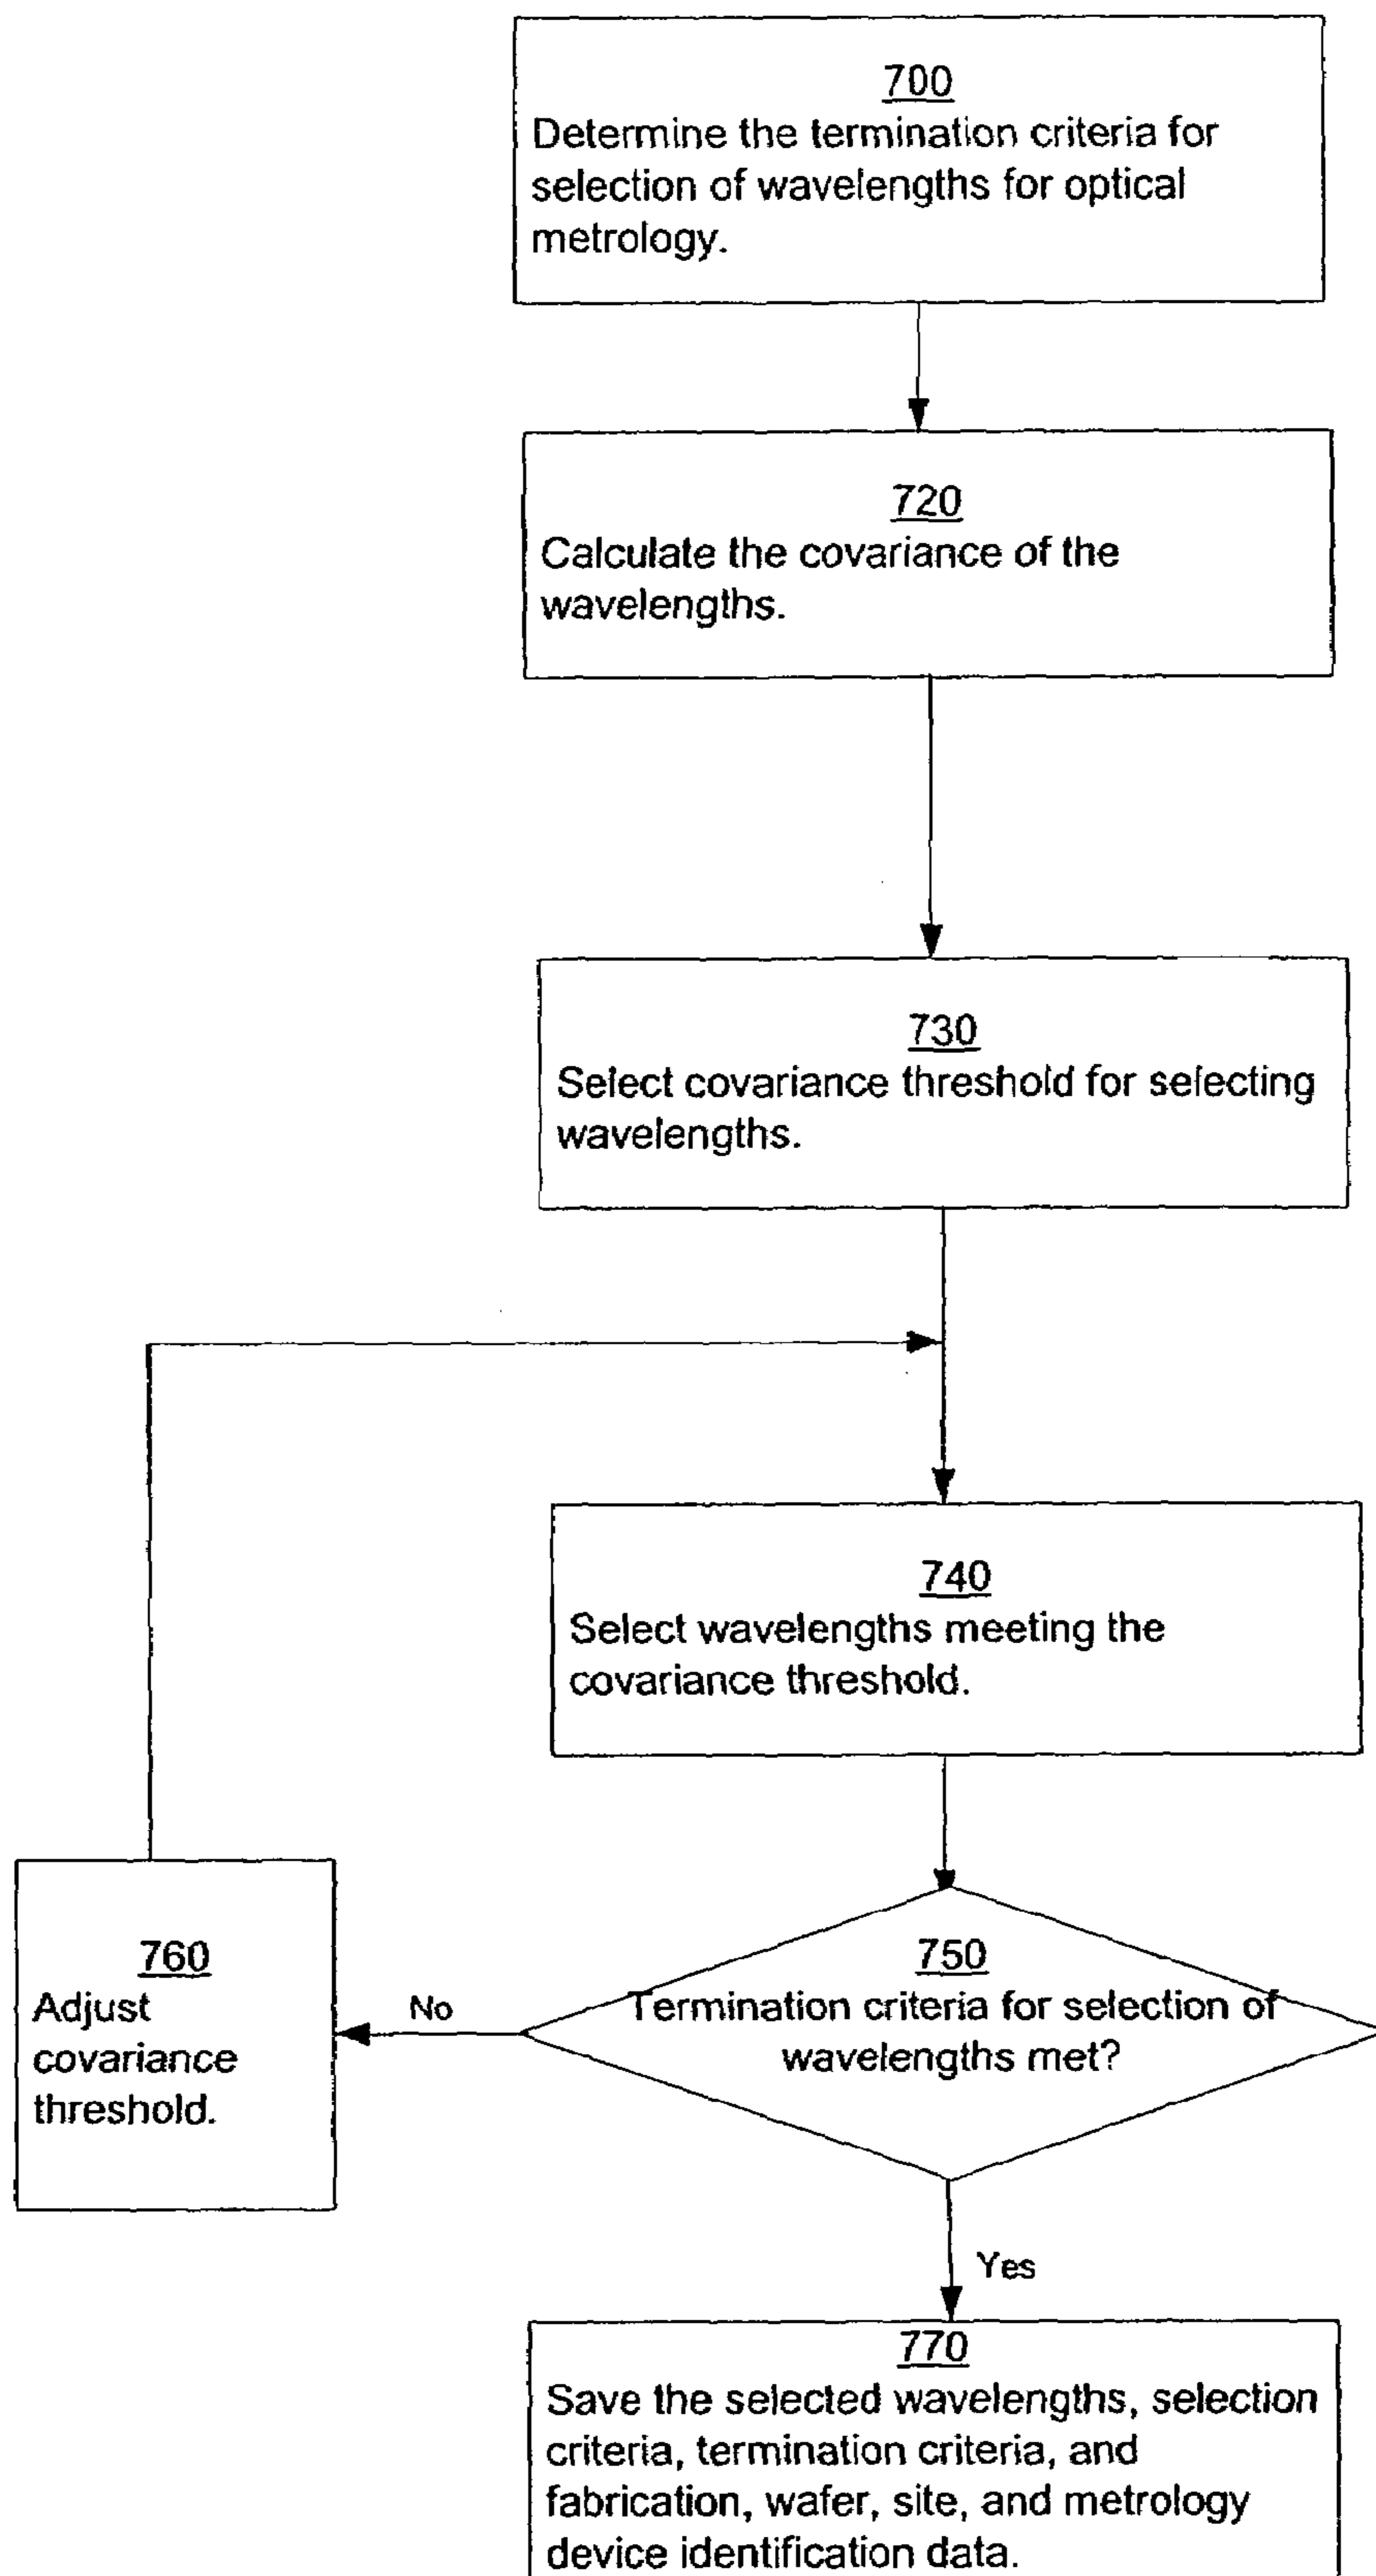 700
Determine the termination criteria for
selection of wavelengths for optical
metrology.
720
Calculate the covariance of the
wavelengths.
730
Select covariance threshold for selecting
wavelengths.
740
Select wavelengths meeting the
covariance threshold.
750
Termination criteria for selection of
wavelengths met?
No
760
Adjust
covariance
threshold.
Yes
770
Save the selected wavelengths, selection
criteria, termination criteria, and
fabrication, wafer, site, and metrology
device identification data.